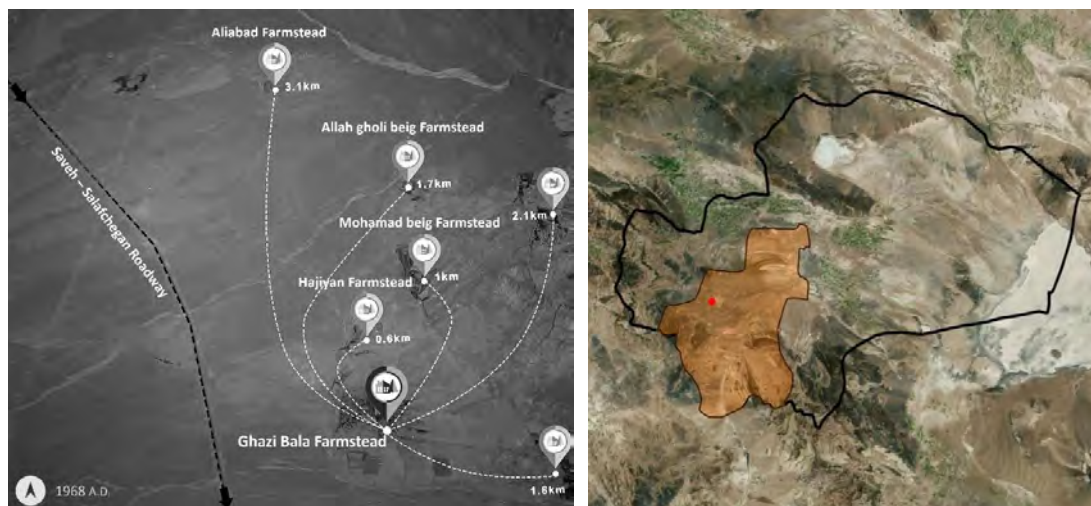 Aliabad Farmstead
3.1km
Allah gholi beig Farmstead
1.7km
2.1km
Mohamad beig Farmstead
1km
Hajiyan Farmstead
0.6km
Saveh – Salafchegan Roadway
Ghazi Bala Farmstead
1.6km
1968 A.D.